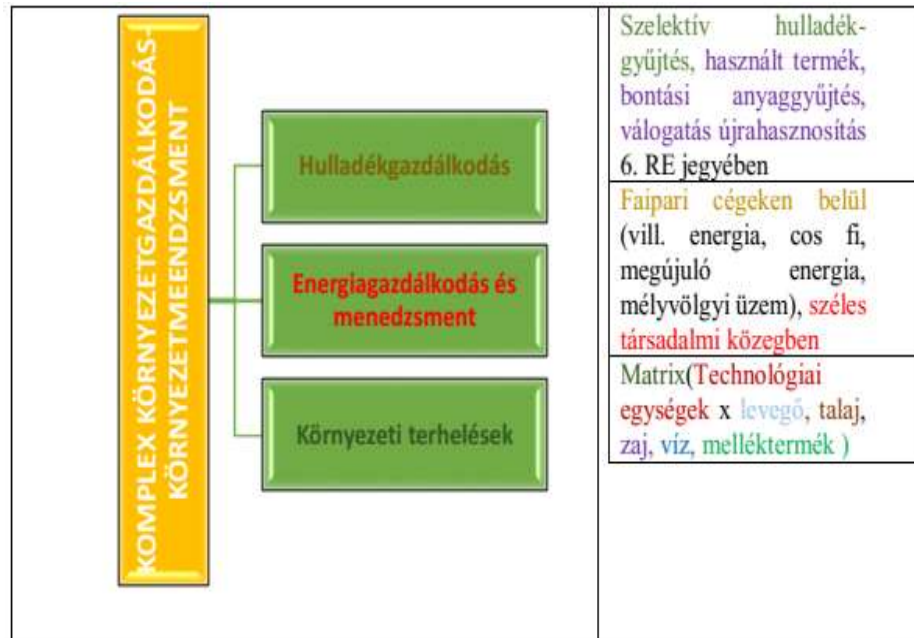 KOMPLEX KÖRNYEZETGAZDÁLKODÁS-
KÖRNYEZETMEENDZSMENT
Hulladékgazdálkodás
Energiagazdálkodás és
menedzsment
Környezeti terhelések
Szelektív hulladék-
gyűjtés, használt termék,
bontási anyaggyűjtés,
válogatás újrahasznosítás
6. RE jegyében
Faipari cégeken belül
(vill. energia, cos fi,
megújuló energia,
mélyvölgyi üzem), széles
társadalmi közegben
Matrix(Technológiai
egységek x levegő, talaj,
zaj, víz, melléktermék )